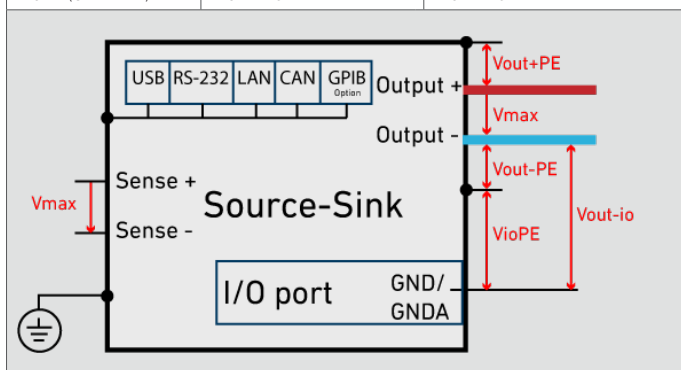 USB RS-232 LAN CAN GPIB
Option
Output +
Output -
Vout+PE
Vmax
Vout-PE
VioPE
Vout-io
Sense +
Sense -
Vmax
Source-Sink
I/O port
GND/
GNDA